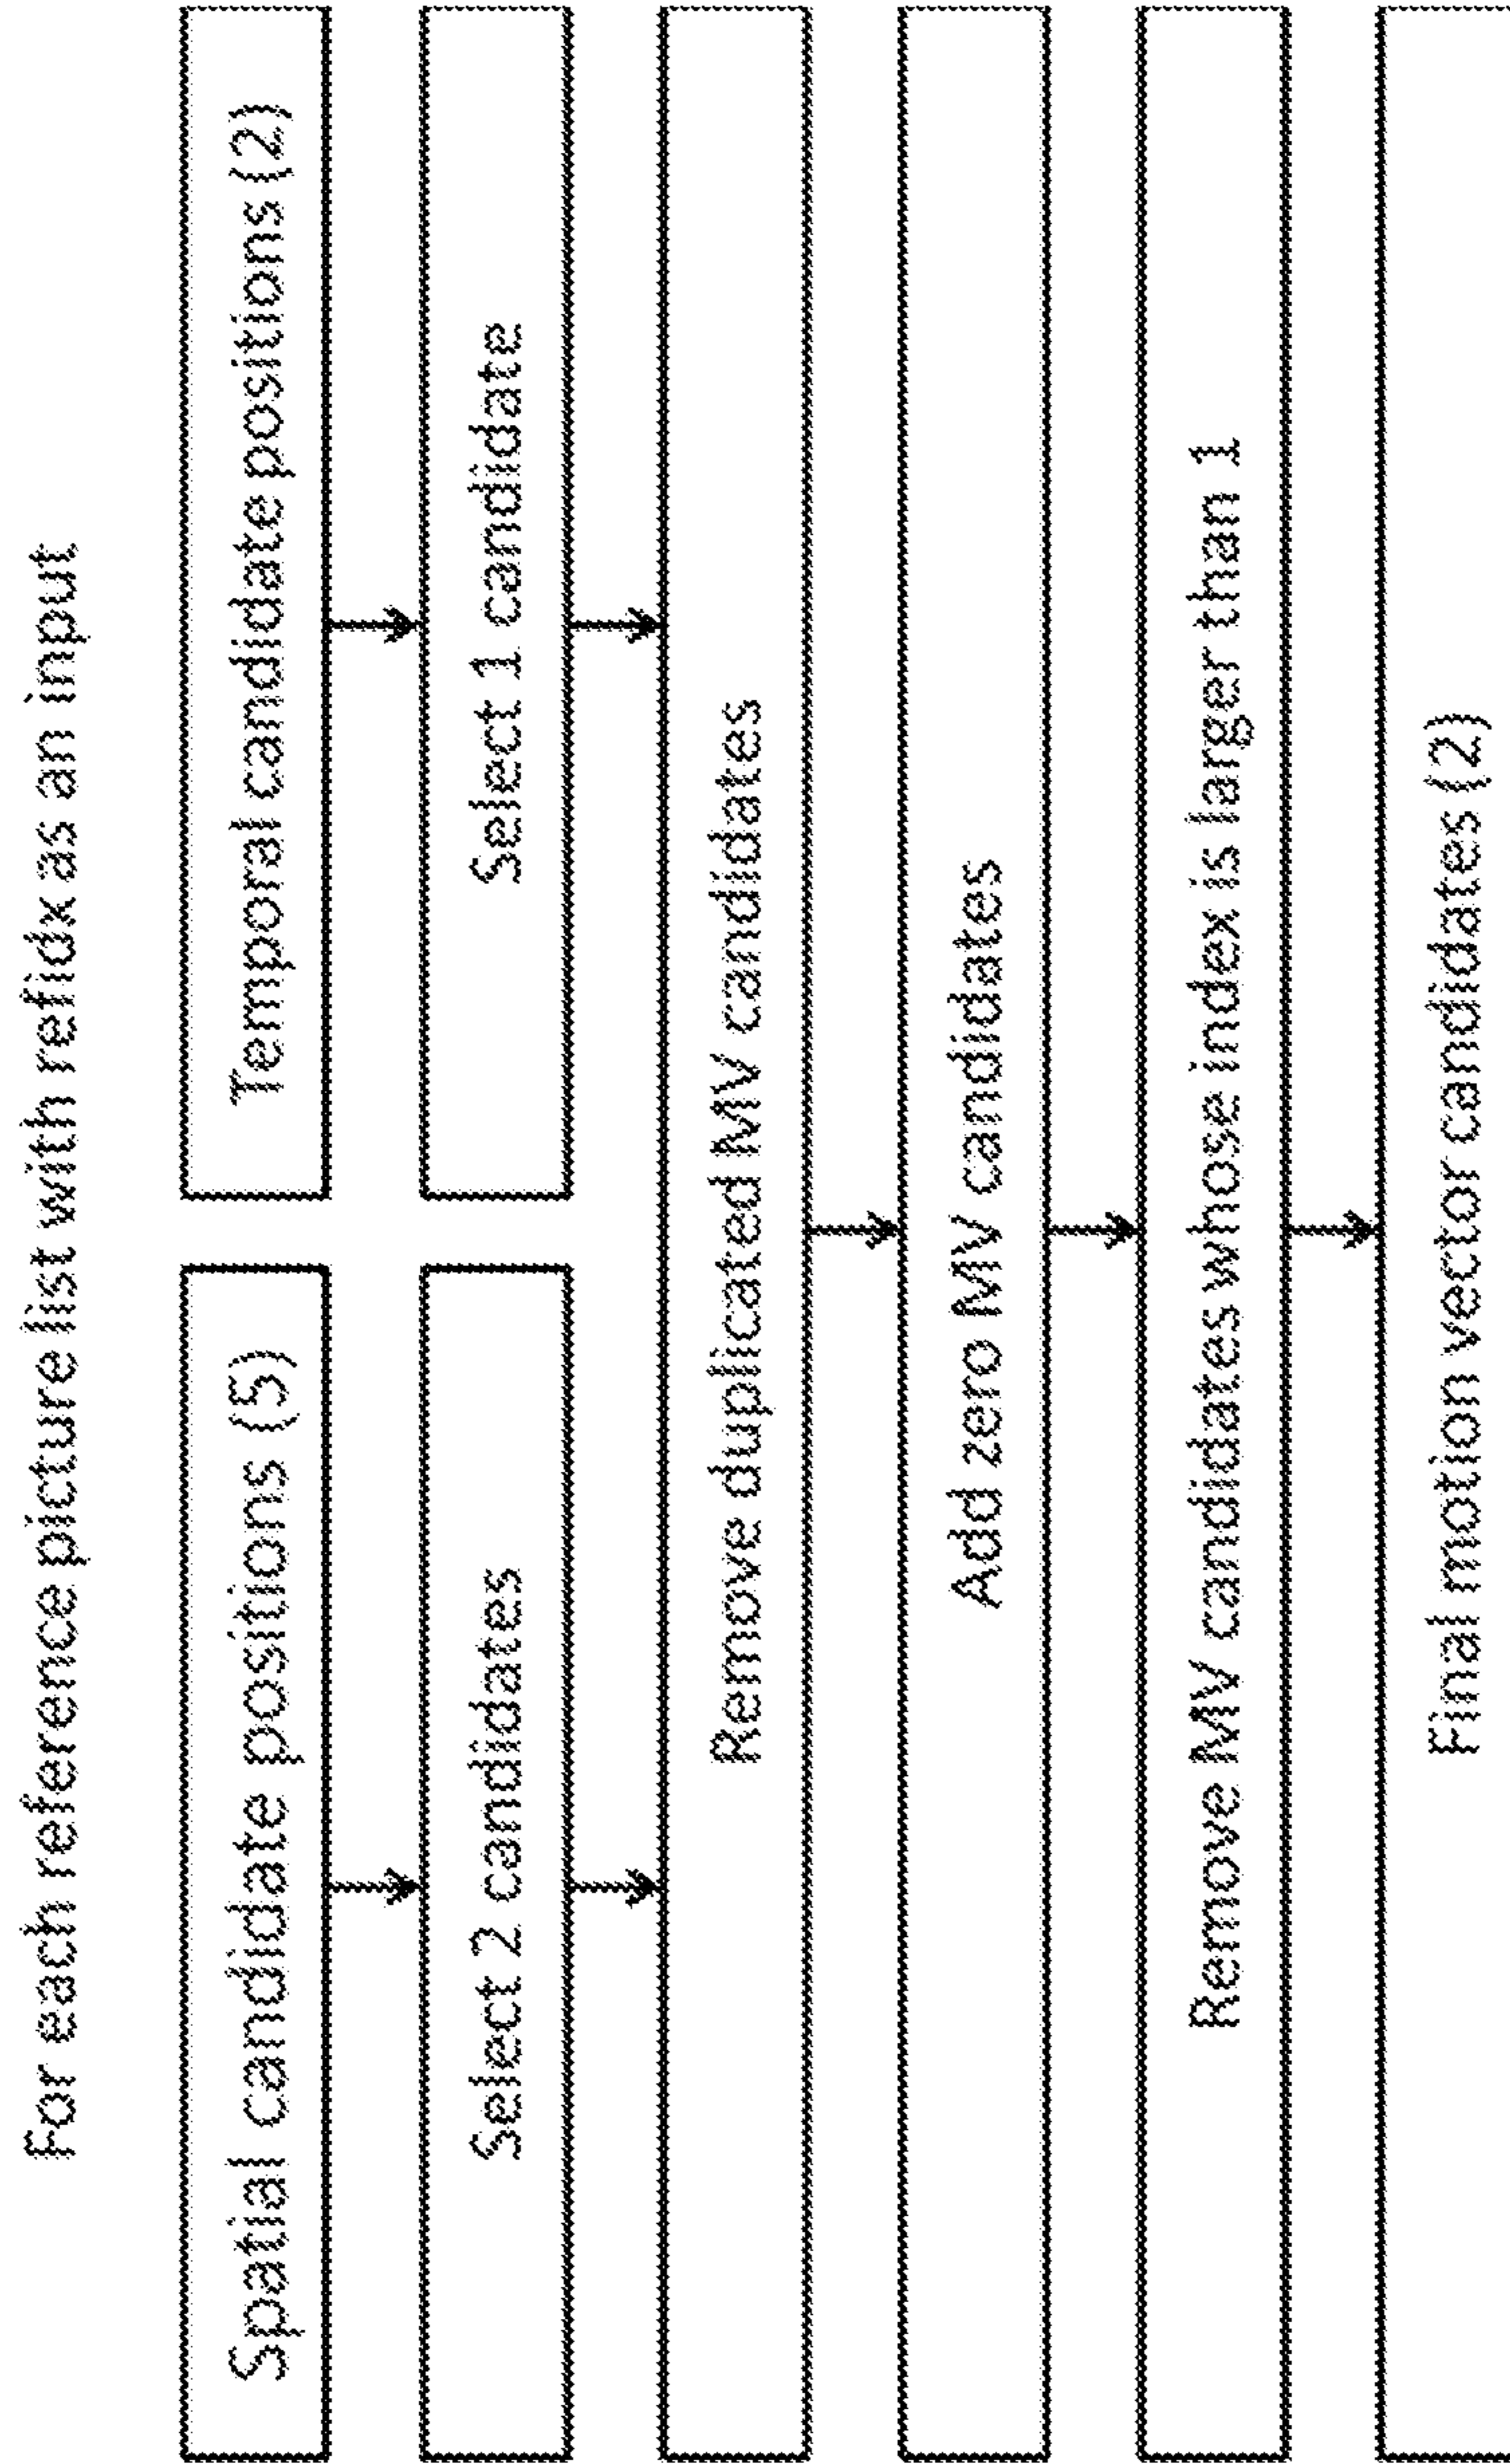 For each reference picture list with refidx as an input
Spatial candidate positions (5)
Temporal candidate positions (2)
Select 2 candidates
Select 1 candidate
Remove duplicated MV candidates
Add zero MV candidates
Remove MV candidates whose index is larger than 1
Final motion vector candidates (2)